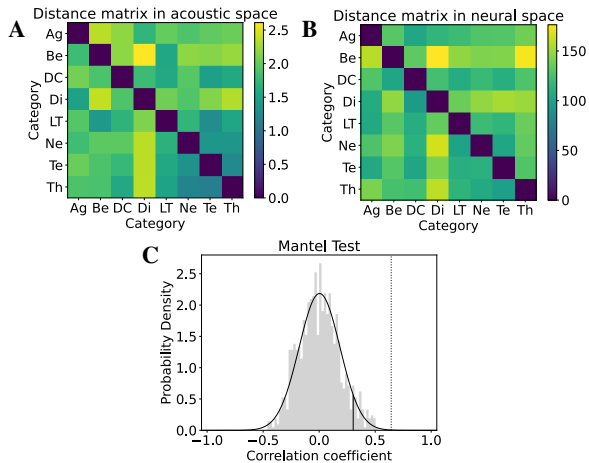 A
Distance matrix in acoustic space
Category
Ag
Be
DC
Di
LT
Ne
Te
Th
Ag Be DC Di LT Ne Te Th
Category
2.5
2.0
1.5
1.0
0.5
0.0
B
Distance matrix in neural space
Category
Ag
Be
DC
Di
LT
Ne
Te
Th
Ag Be DC Di LT Ne Te Th
Category
150
100
50
0
C
Mantel Test
Probability Density
2.5
2.0
1.5
1.0
0.5
0.0
−1.0 −0.5 0.0 0.5 1.0
Correlation coefficient